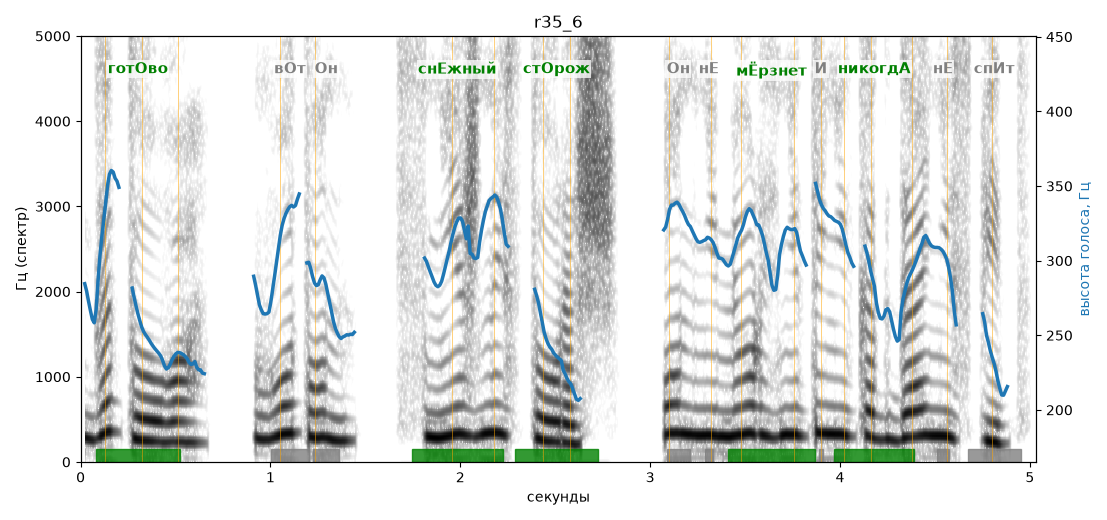 r35_6
готОво вОт Он снЕжный стОрож Он нЕ мЁрзнет И никогдА нЕ спИт
5000
4000
3000
2000
1000
0
Гц (спектр)
450
400
350
300
250
200
высота голоса, Гц
0 1 2 3 4 5
секунды